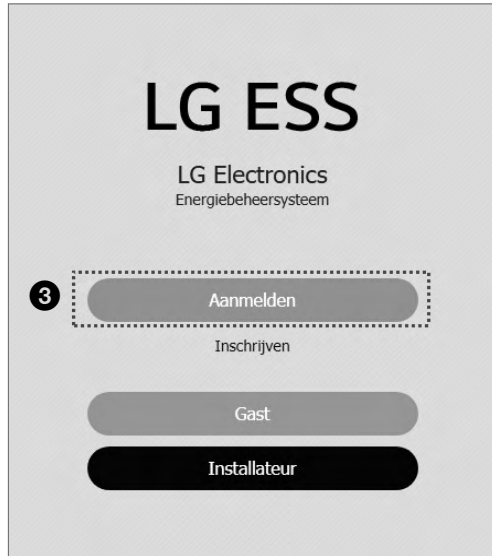 LG ESS
LG Electronics
Energiebeheersysteem
3
Aanmelden
Inschrijven
Gast
Installateur